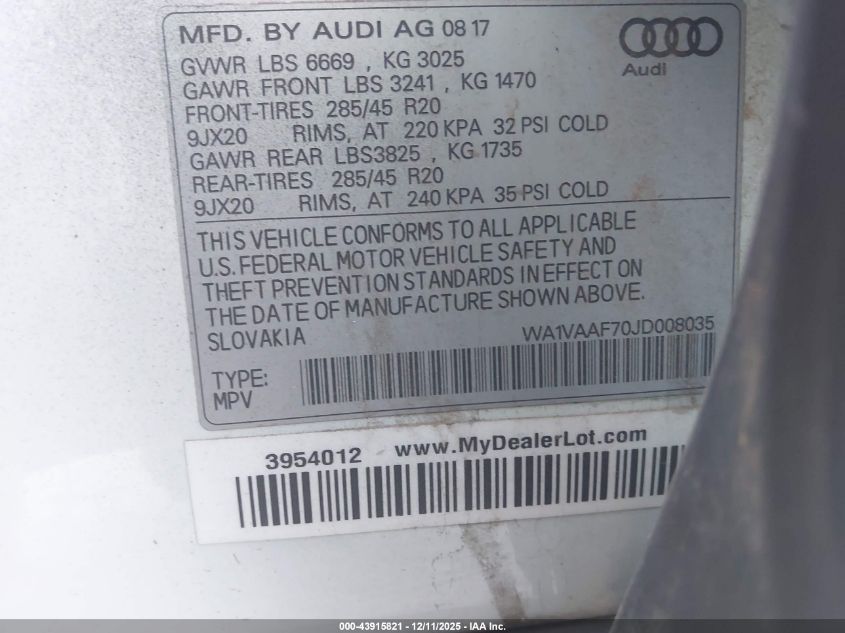 MFD. BY AUDI AG 08 17
Audi
GVWR LBS 6669 , KG 3025
GAWR FRONT LBS 3241 , KG 1470
FRONT-TIRES 285/45 R20
9JX20 RIMS, AT 220 KPA 32 PSI COLD
GAWR REAR LBS3825 , KG 1735
REAR-TIRES 285/45 R20
9JX20 RIMS, AT 240 KPA 35 PSI COLD
THIS VEHICLE CONFORMS TO ALL APPLICABLE
U.S. FEDERAL MOTOR VEHICLE SAFETY AND
THEFT PREVENTION STANDARDS IN EFFECT ON
THE DATE OF MANUFACTURE SHOWN ABOVE.
SLOVAKIA WA1VAAF70JD008035
TYPE:
MPV
3954012 www.MyDealerLot.com
000-43915821 - 12/11/2025 - IAA, Inc.